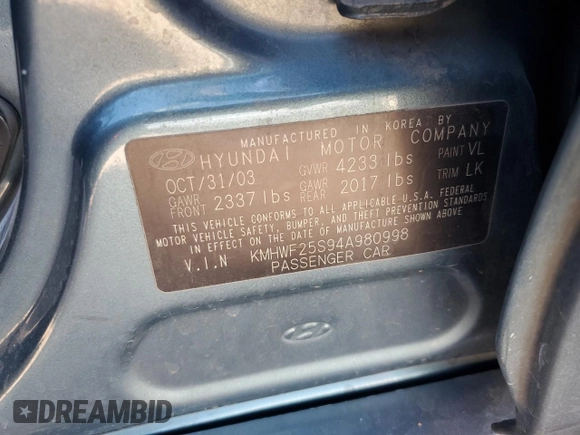 MANUFACTURED IN KOREA BY
HYUNDAI MOTOR COMPANY
OCT/31/03 GVWR 4233 lbs PAINT VL
GAWR FRONT 2337 lbs GAWR REAR 2017 lbs TRIM LK
THIS VEHICLE CONFORMS TO ALL APPLICABLE U.S.A. FEDERAL
MOTOR VEHICLE SAFETY, BUMPER, AND THEFT PREVENTION STANDARDS
IN EFFECT ON THE DATE OF MANUFACTURE SHOWN ABOVE.
V.I.N KMHWF25S94A980998
PASSENGER CAR
DREAMBID